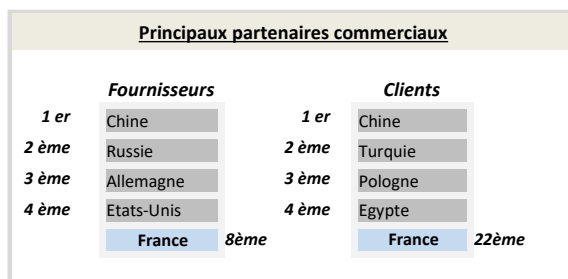 Principaux partenaires commerciaux
Fournisseurs Clients
1 er Chine 1 er Chine
2 ème Russie 2 ème Turquie
3 ème Allemagne 3 ème Pologne
4 ème Etats-Unis 4 ème Egypte
France 8ème France 22ème